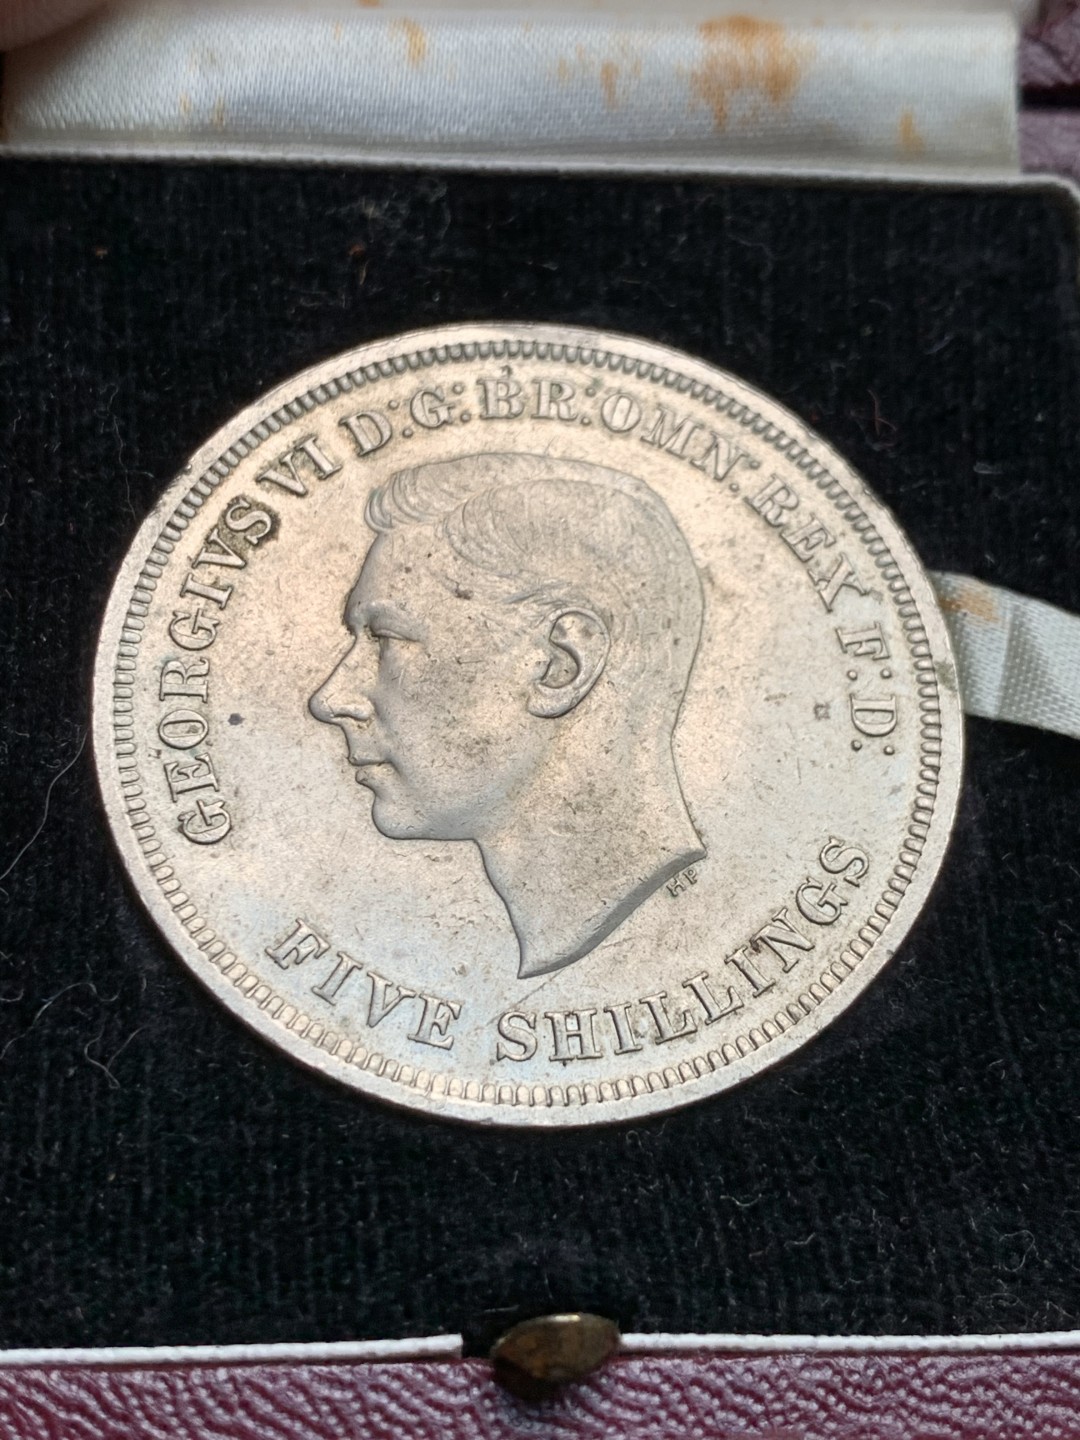 GEORGIVS VI D:G:BR:OMN:REX F:D:
FIVE SHILLINGS
HP